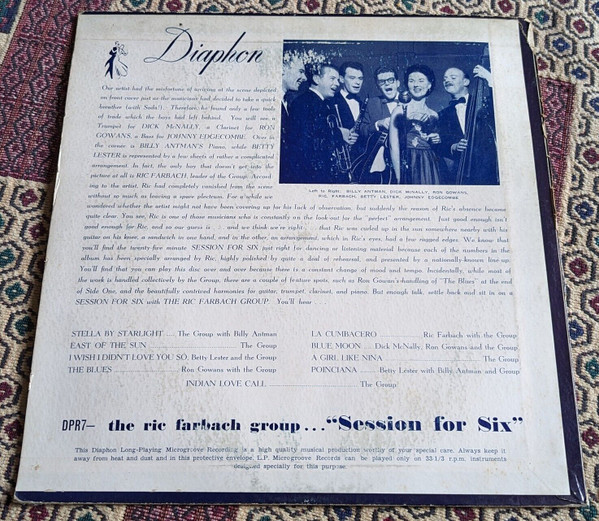 Diaphon
Our artist had the misfortune of arriving at the scene depicted
on front cover just as the musicians had decided to take a quick
breather (with Soda!). Therefore, he found only a few tools
of trade which the boys had left behind. You will see a
Trumpet for DICK McNALLY, a Clarinet for RON
GOWANS, a Bass for JOHNNY EDGECOMBE. Over in
the corner is BILLY ANTMAN'S Piano, while BETTY
LESTER is represented by a few sheets of rather a complicated
arrangement. In fact, the only boy that doesn't get into the
picture at all is RIC FARBACH, leader of the Group. Accord-
ing to the artist, Ric had completely vanished from the scene
without so much as leaving a spare plectrum. For a while we
wondered whether the artist might not have been covering up for his lack of observation, but suddenly the reason of Ric's absence became
quite clear. You see, Ric is one of those musicians who is constantly on the look-out for the "perfect" arrangement. Just good enough isn't
good enough for Ric, and so our guess is : and we think we're right : that Ric was curled up in the sun somewhere nearby with his
guitar on his knee, a sandwich in one hand, and in the other, an arrangement, which in Ric's eyes, had a few rugged edges. We know that
you'll find the twenty-five minute SESSION FOR SIX just right for dancing or listening natural because each of the numbers in the
album has been specially arranged by Ric, highly polished by quite a deal of rehearsal, and presented by a nationally-known line-up.
You'll find that you can play this disc over and over because there is a constant change of mood and tempo. Incidentally, while most of
the work is handled collectively by the Group, there are a couple of feature spots, such as Ron Gowan's handling of "The Blues" at the end
of Side One, and the beautifully contrived harmonies for guitar, trumpet, clarinet, and piano. But enough talk, settle back and sit in on a
SESSION FOR SIX with THE RIC FARBACH GROUP. You'll hear . . .
Left to Right: BILLY ANTMAN, DICK McNALLY, RON GOWANS,
RIC FARBACH, BETTY LESTER, JOHNNY EDGECOMBE
STELLA BY STARLIGHT .... The Group with Billy Antman
EAST OF THE SUN .... The Group
I WISH I DIDN'T LOVE YOU SO, Betty Lester and the Group
THE BLUES .... Ron Gowans with the Group
LA CUMBACERO .... Ric Farbach with the Group
BLUE MOON .. Dick McNally, Ron Gowans and the Group
A GIRL LIKE NINA .... The Group
POINCIANA .... Betty Lester with Billy Antman and Group
INDIAN LOVE CALL .... The Group
DPR7— the ric farbach group..."Session for Six"
This Diaphon Long-Playing Microgroove Recording is a high quality musical production worthy of your special care. Always keep it
away from heat and dust and in this protective envelope. L.P. Microgroove Records can be played only on 33 1/3 r.p.m. instruments
designed specially for this purpose